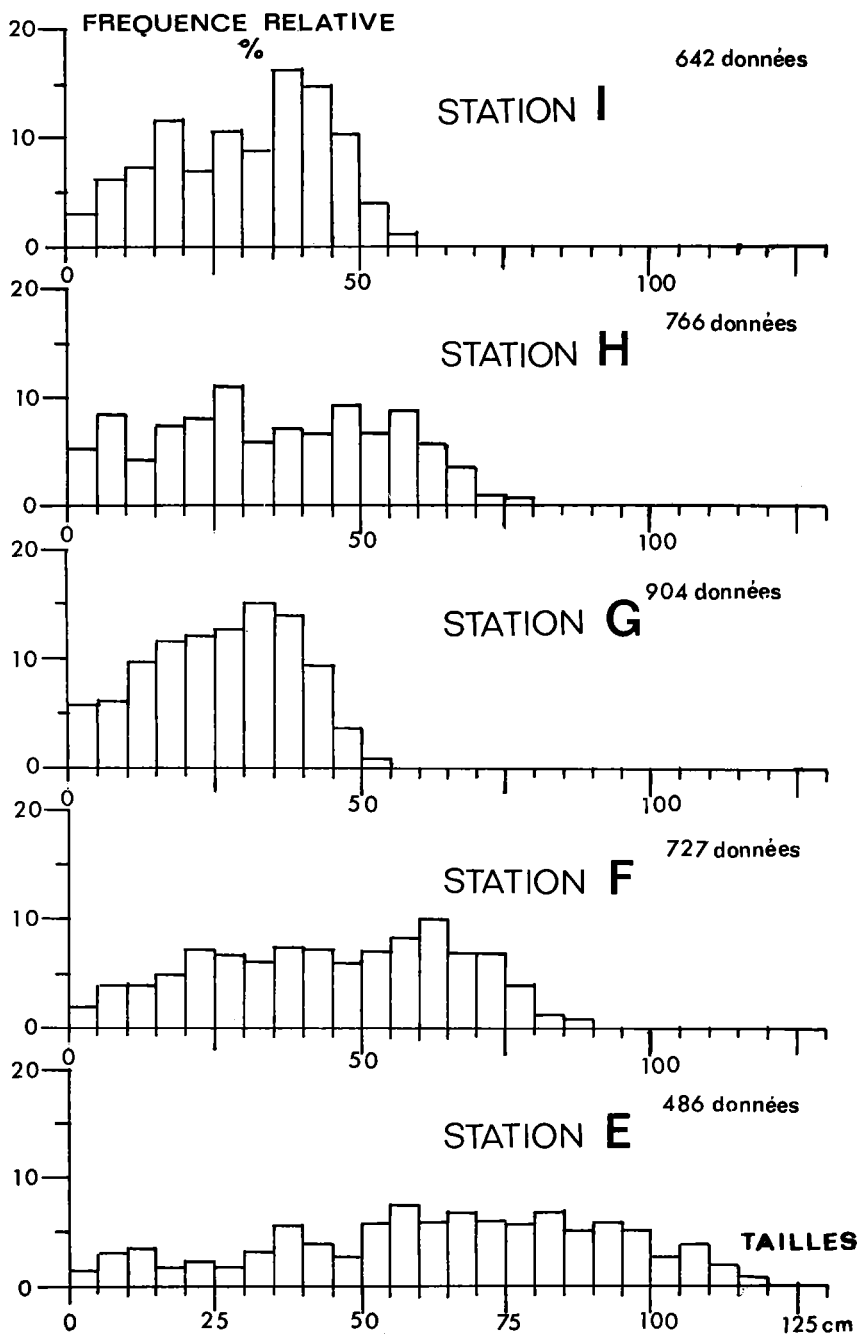 FREQUENCE RELATIVE
%
20
10
0
642 données
STATION I
0 50 100
20
10
0
766 données
STATION H
0 50 100
20
10
0
904 données
STATION G
0 50 100
20
10
0
727 données
STATION F
0 50 100
20
10
0
486 données
STATION E
TAILLES
0 25 50 75 100 125 cm